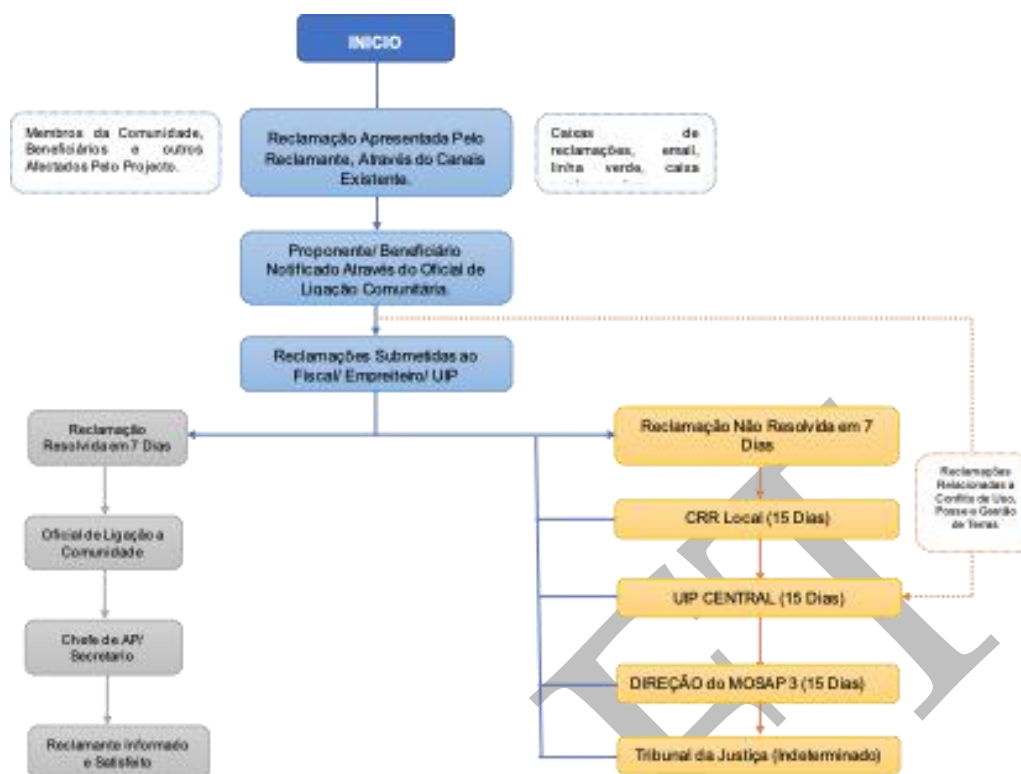 INICIO
Membros da Comunidade,
Beneficiários e outros
Afectados Pelo Projecto.
Reclamação Apresentada Pelo
Reclamante, Através do Canais
Existente.
Caixas de
reclamações, email,
linha verde, caixa
Proponente/ Beneficiário
Notificado Através do Oficial de
Ligação Comunitária.
Reclamações Submetidas ao
Fiscal/ Empreiteiro/ UIP
Reclamação
Resolvida em 7 Dias
Oficial de Ligação a
Comunidade
Chefe de AP/
Secretario
Reclamante Informado
e Satisfeito
Reclamação Não Resolvida em 7
Dias
CRR Local (15 Dias)
UIP CENTRAL (15 Dias)
DIREÇÃO do MOSAP 3 (15 Dias)
Tribunal da Justiça (Indeterminado)
Reclamações
Relacionadas a
Conflito de Uso,
Posse e Gestão
de Terras